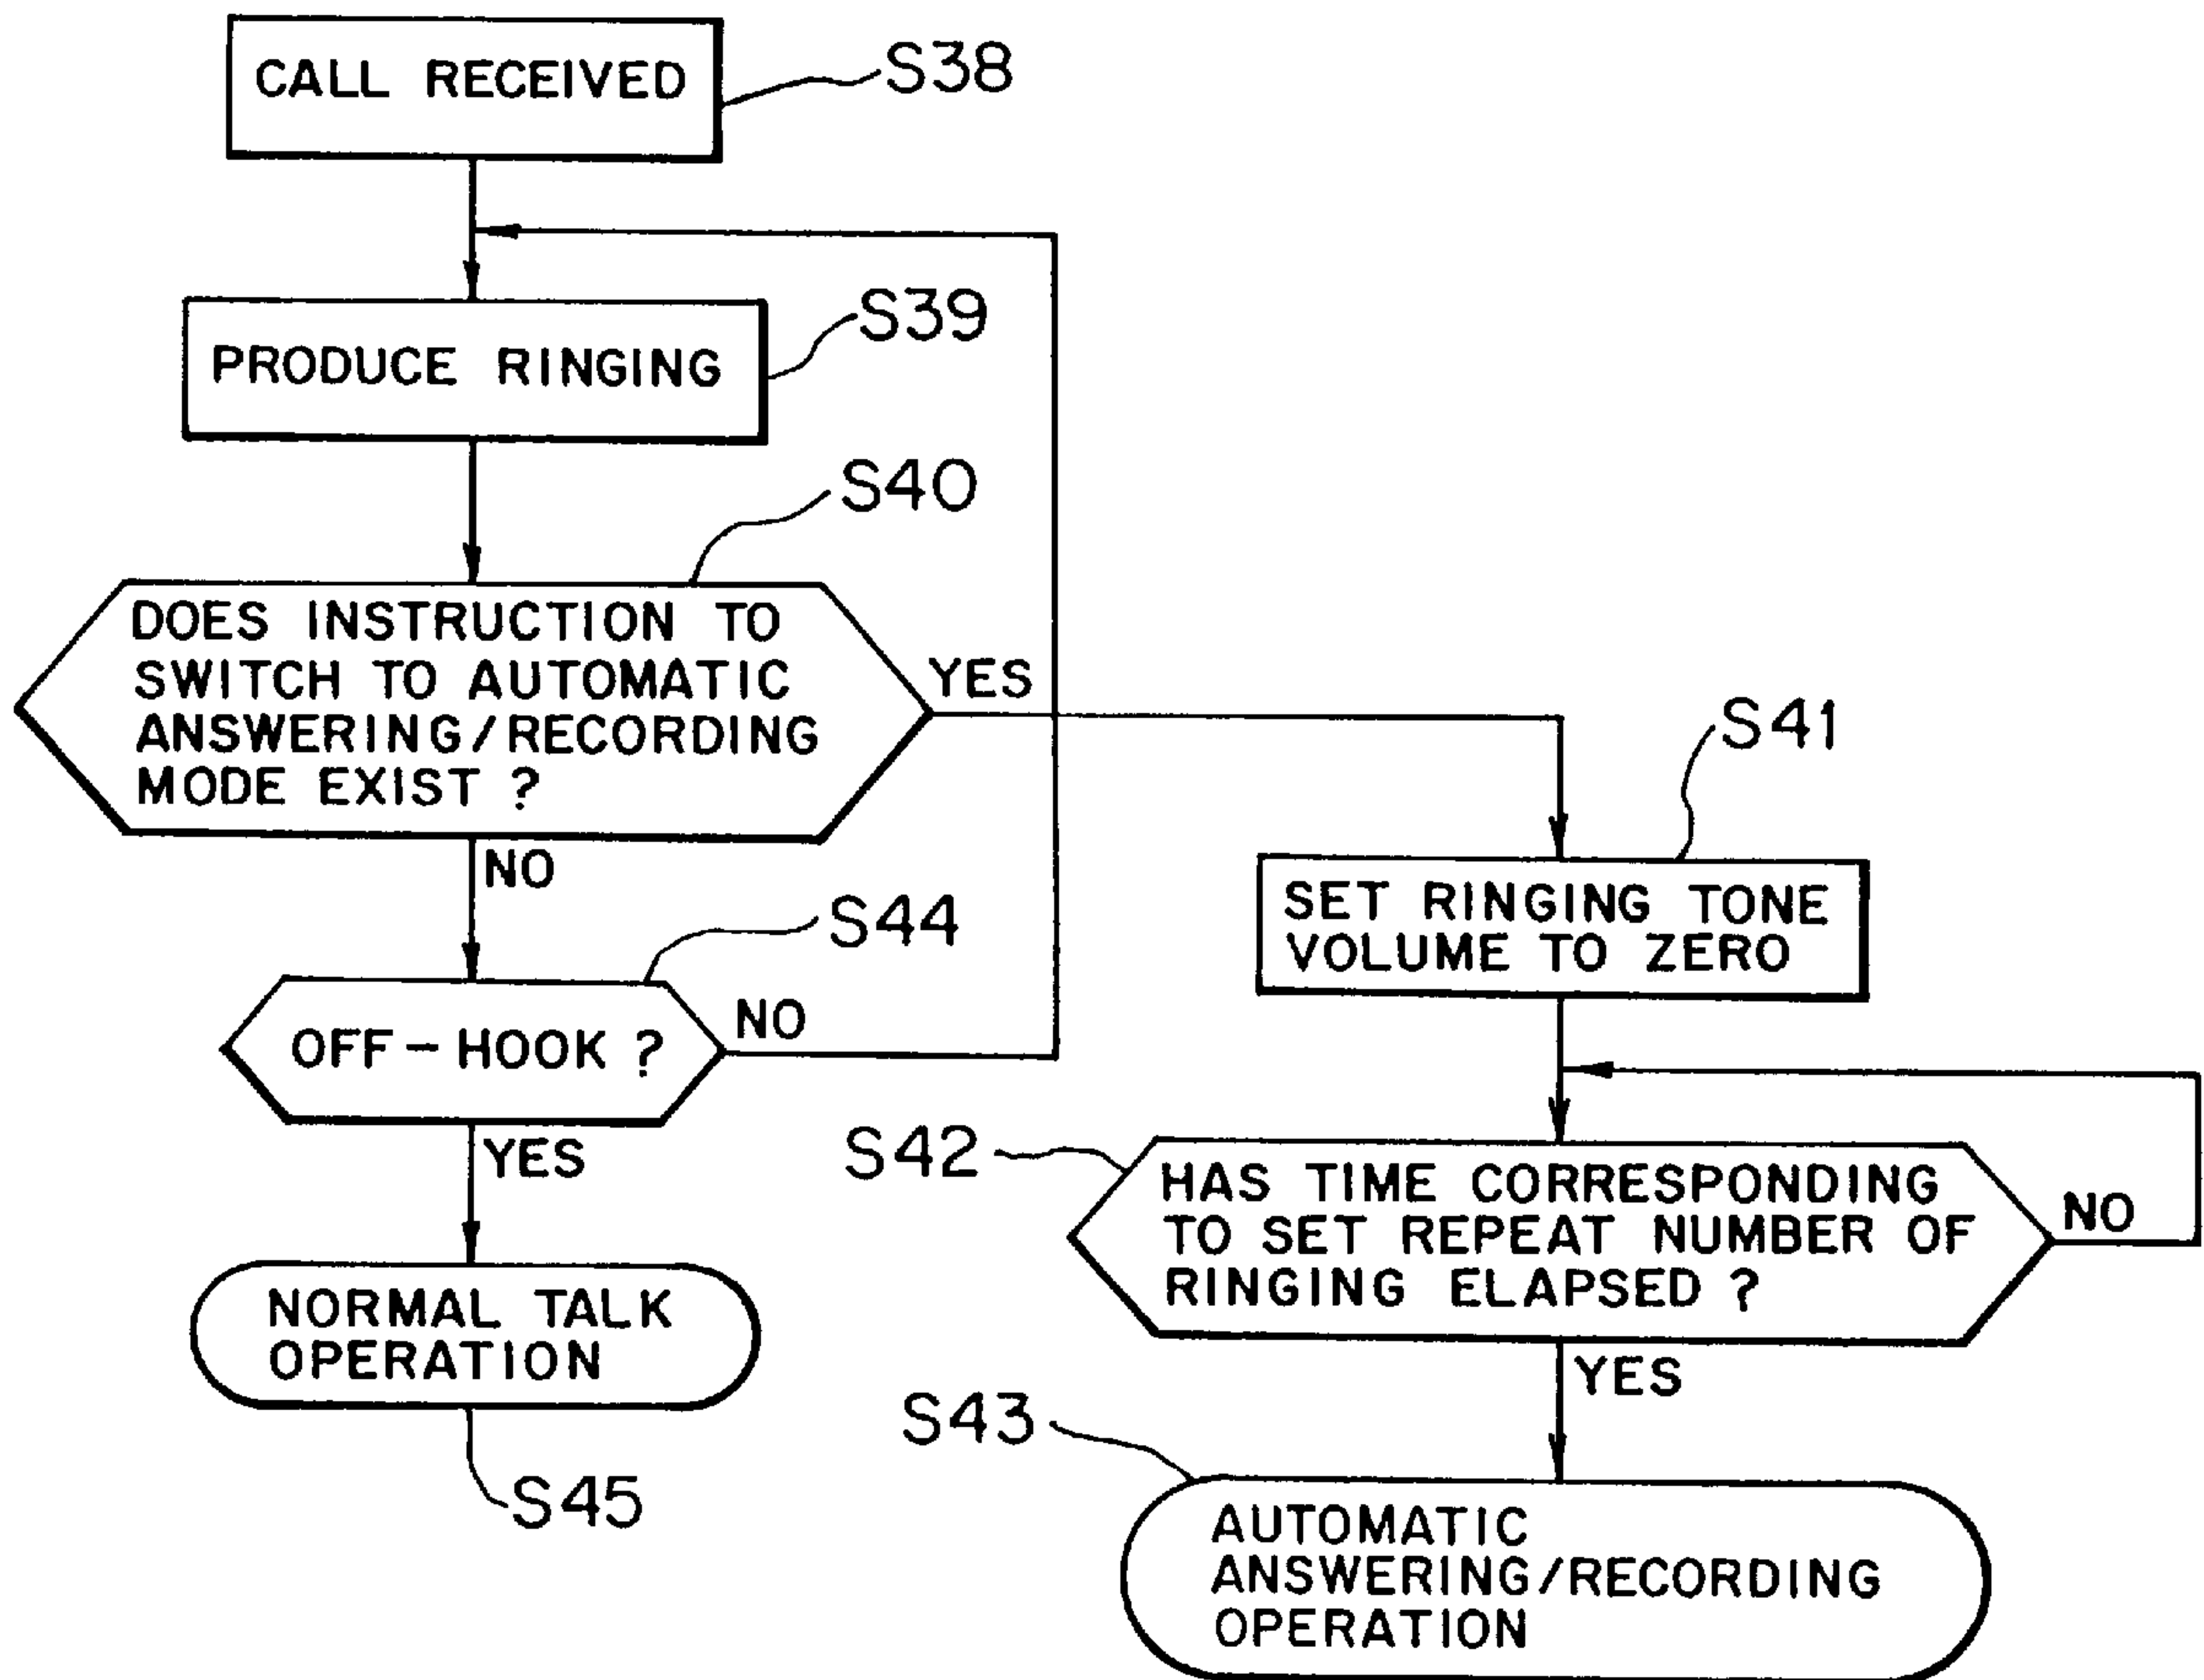 CALL RECEIVED
S38
PRODUCE RINGING
S39
S40
DOES INSTRUCTION TO
SWITCH TO AUTOMATIC
ANSWERING/RECORDING
MODE EXIST ?
YES
NO
S41
SET RINGING TONE
VOLUME TO ZERO
S44
OFF-HOOK ?
NO
YES
S42
HAS TIME CORRESPONDING
TO SET REPEAT NUMBER OF
RINGING ELAPSED ?
NO
YES
NORMAL TALK
OPERATION
S45
S43
AUTOMATIC
ANSWERING/RECORDING
OPERATION